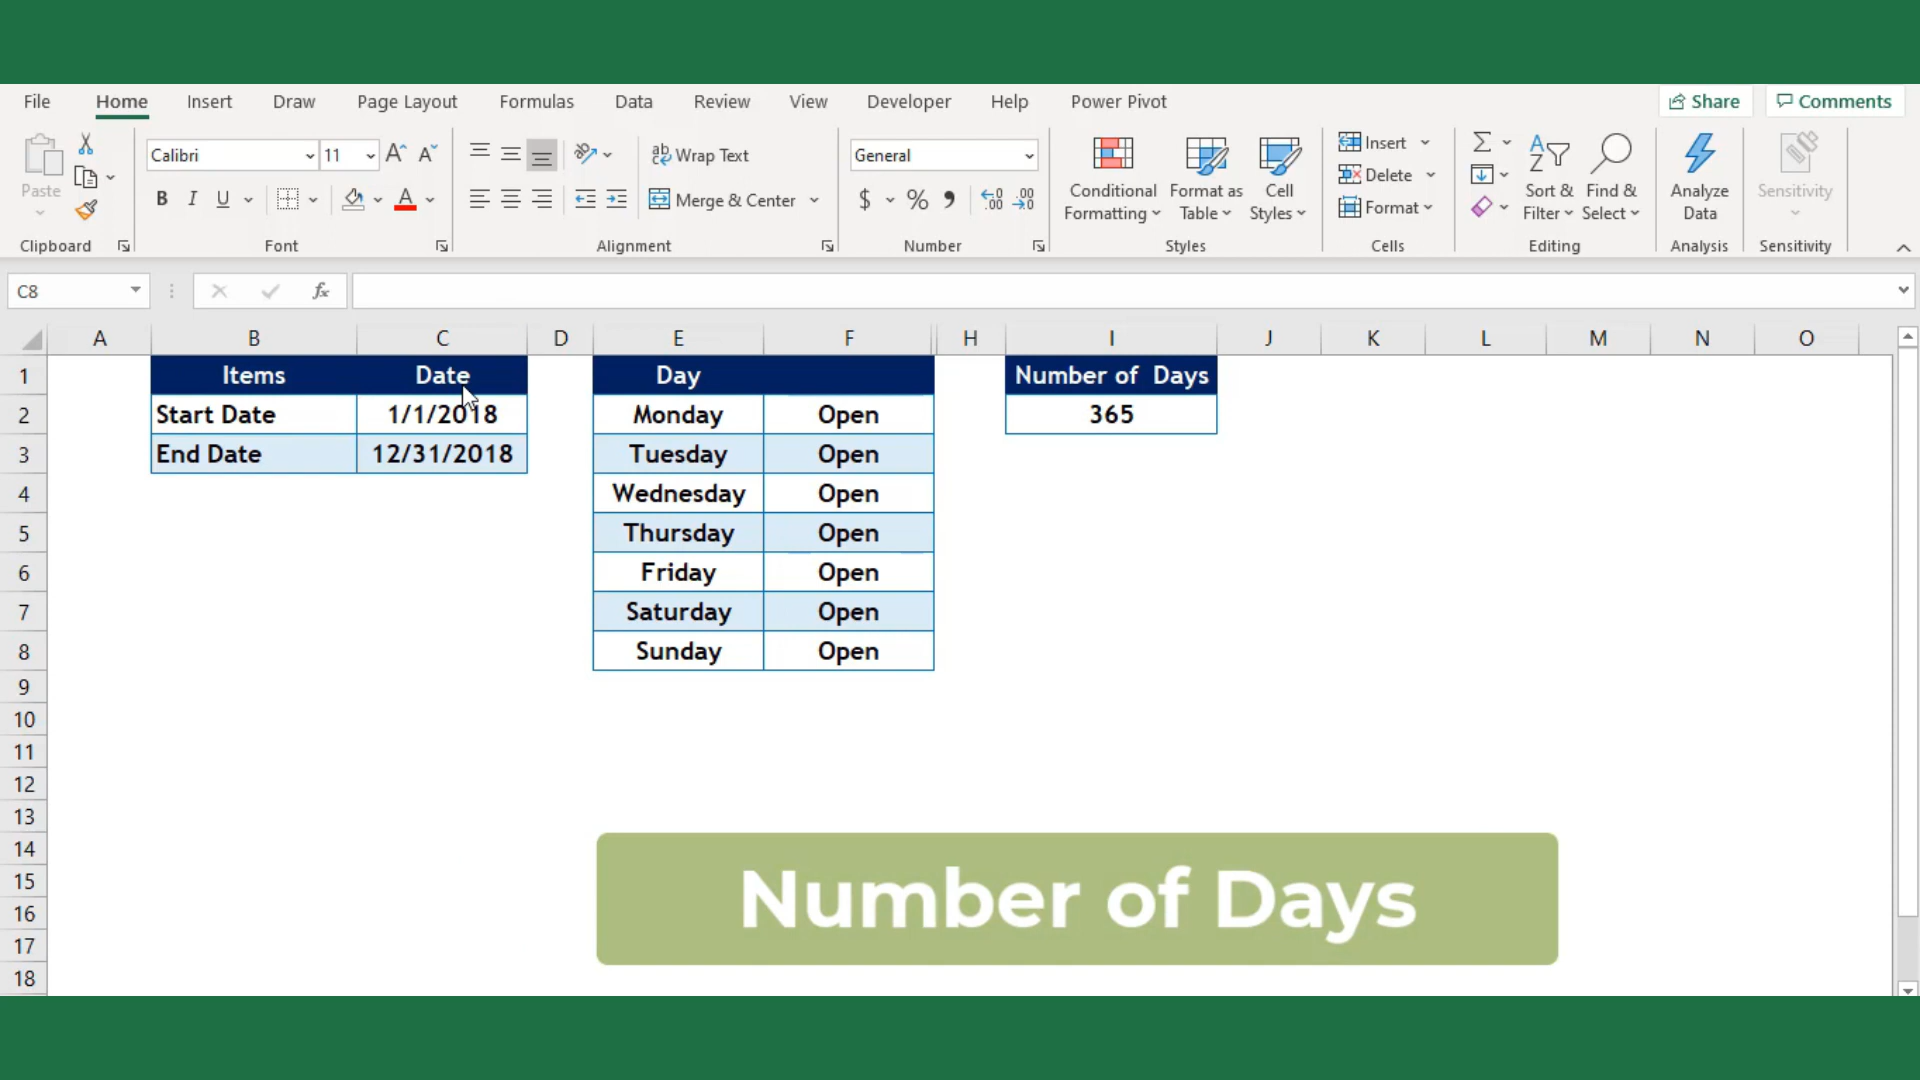 File Home Insert Draw Page Layout Formulas Data Review View Developer Help Power Pivot Share Comments
Paste Calibri 11 Wrap Text General Insert
B I U Merge & Center $ % Conditional Formatting Format as Table Cell Styles Delete Format Sort & Filter Find & Select Analyze Data Sensitivity
Clipboard Font Alignment Number Styles Cells Editing Analysis Sensitivity
C8 fx
A B C D E F H I J K L M N O
1 Items Date Day Number of Days
2 Start Date 1/1/2018 Monday Open 365
3 End Date 12/31/2018 Tuesday Open
4 Wednesday Open
5 Thursday Open
6 Friday Open
7 Saturday Open
8 Sunday Open
9
10
11
12
13
14
15
16
17
18
Number of Days